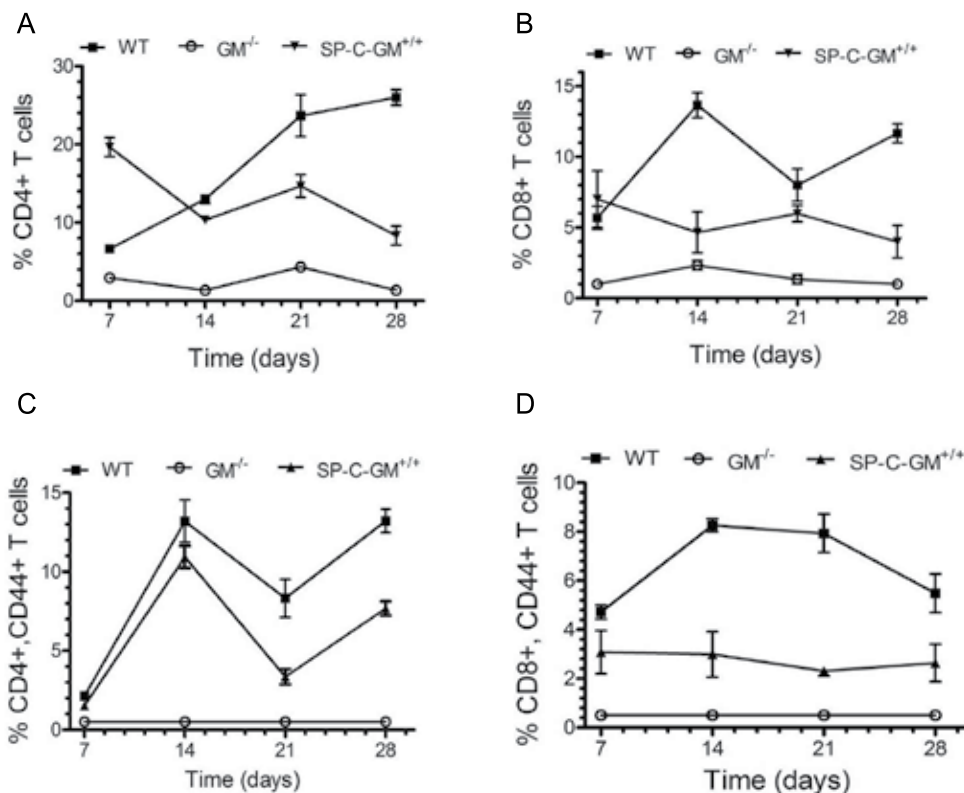 A
WT GM-/- SP-C-GM+/+
% CD4+ T cells
30
20
10
0
7 14 21 28
Time (days)
B
WT GM-/- SP-C-GM+/+
% CD8+ T cells
15
10
5
0
7 14 21 28
Time (days)
C
WT GM-/- SP-C-GM+/+
% CD4+,CD44+ T cells
15
10
5
0
7 14 21 28
Time (days)
D
WT GM-/- SP-C-GM+/+
% CD8+, CD44+ T cells
10
8
6
4
2
0
7 14 21 28
Time (days)